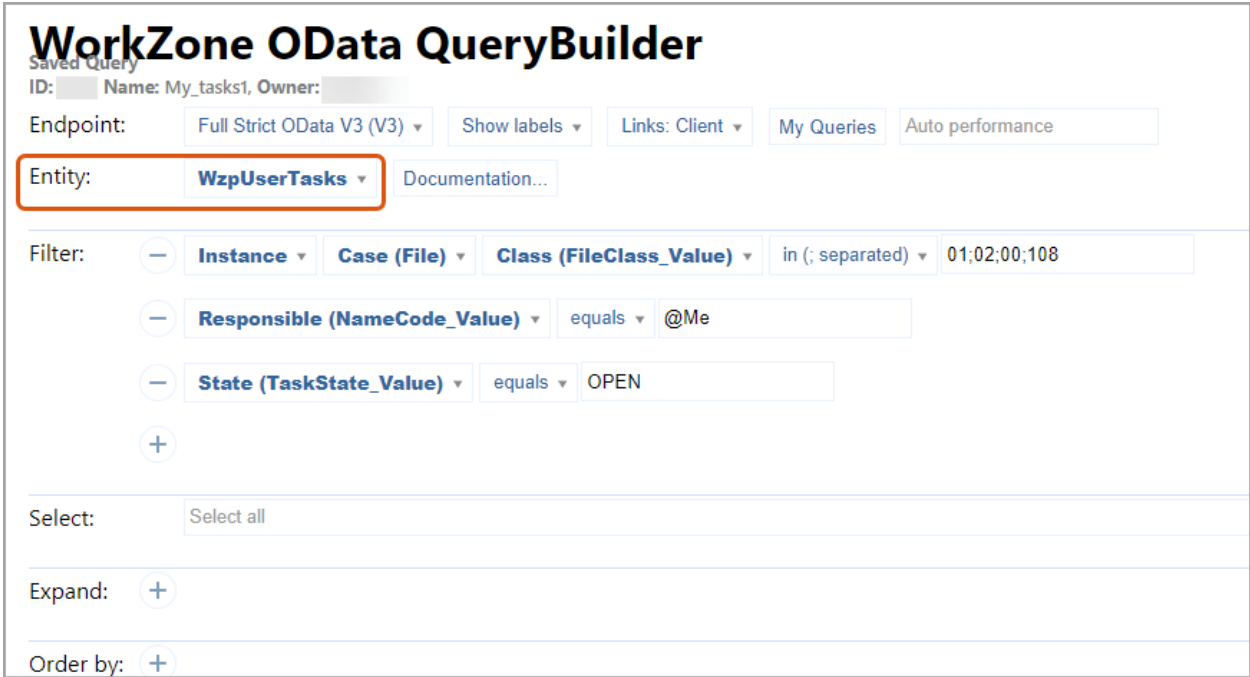 WorkZone OData QueryBuilder
Saved Query
ID: Name: My_tasks1, Owner:
Endpoint: Full Strict OData V3 (V3) Show labels Links: Client My Queries Auto performance
Entity: WzpUserTasks Documentation...
Filter: Instance Case (File) Class (FileClass_Value) in (; separated) 01;02;00;108
Responsible (NameCode_Value) equals @Me
State (TaskState_Value) equals OPEN
Select: Select all
Expand:
Order by: